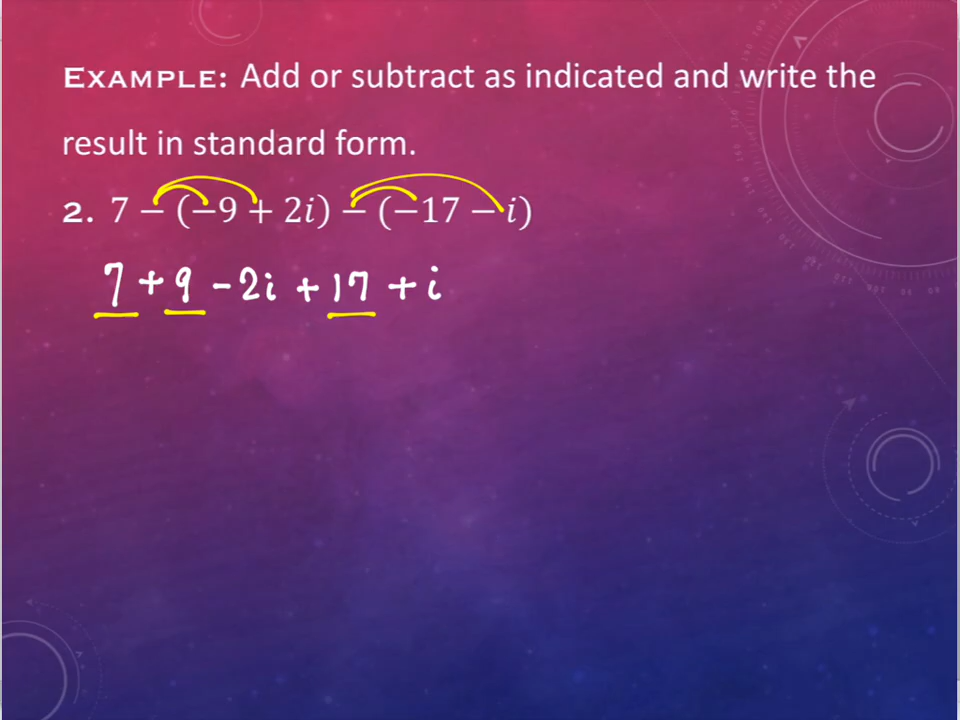 EXAMPLE: Add or subtract as indicated and write the
result in standard form.
2. 7 − (−9 + 2i) − (−17 − i)
7 + 9 - 2i + 17 + i